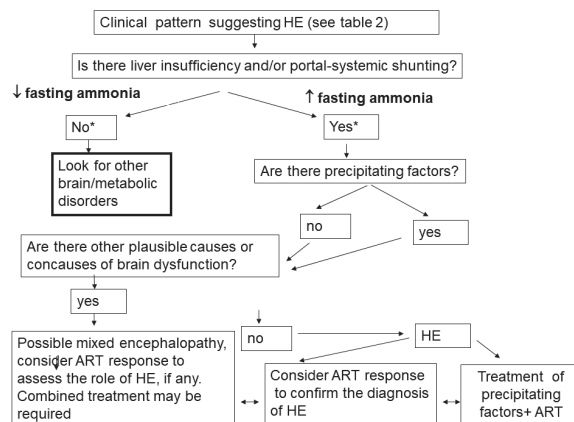 Clinical pattern suggesting HE (see table 2)
Is there liver insufficiency and/or portal-systemic shunting?
↓ fasting ammonia
↑ fasting ammonia
No*
Yes*
Look for other
brain/metabolic
disorders
Are there precipitating factors?
no
yes
Are there other plausible causes or
concauses of brain dysfunction?
yes
no
HE
Possible mixed encephalopathy,
consider ART response to
assess the role of HE, if any.
Combined treatment may be
required
Consider ART response
to confirm the diagnosis
of HE
Treatment of
precipitating
factors+ ART